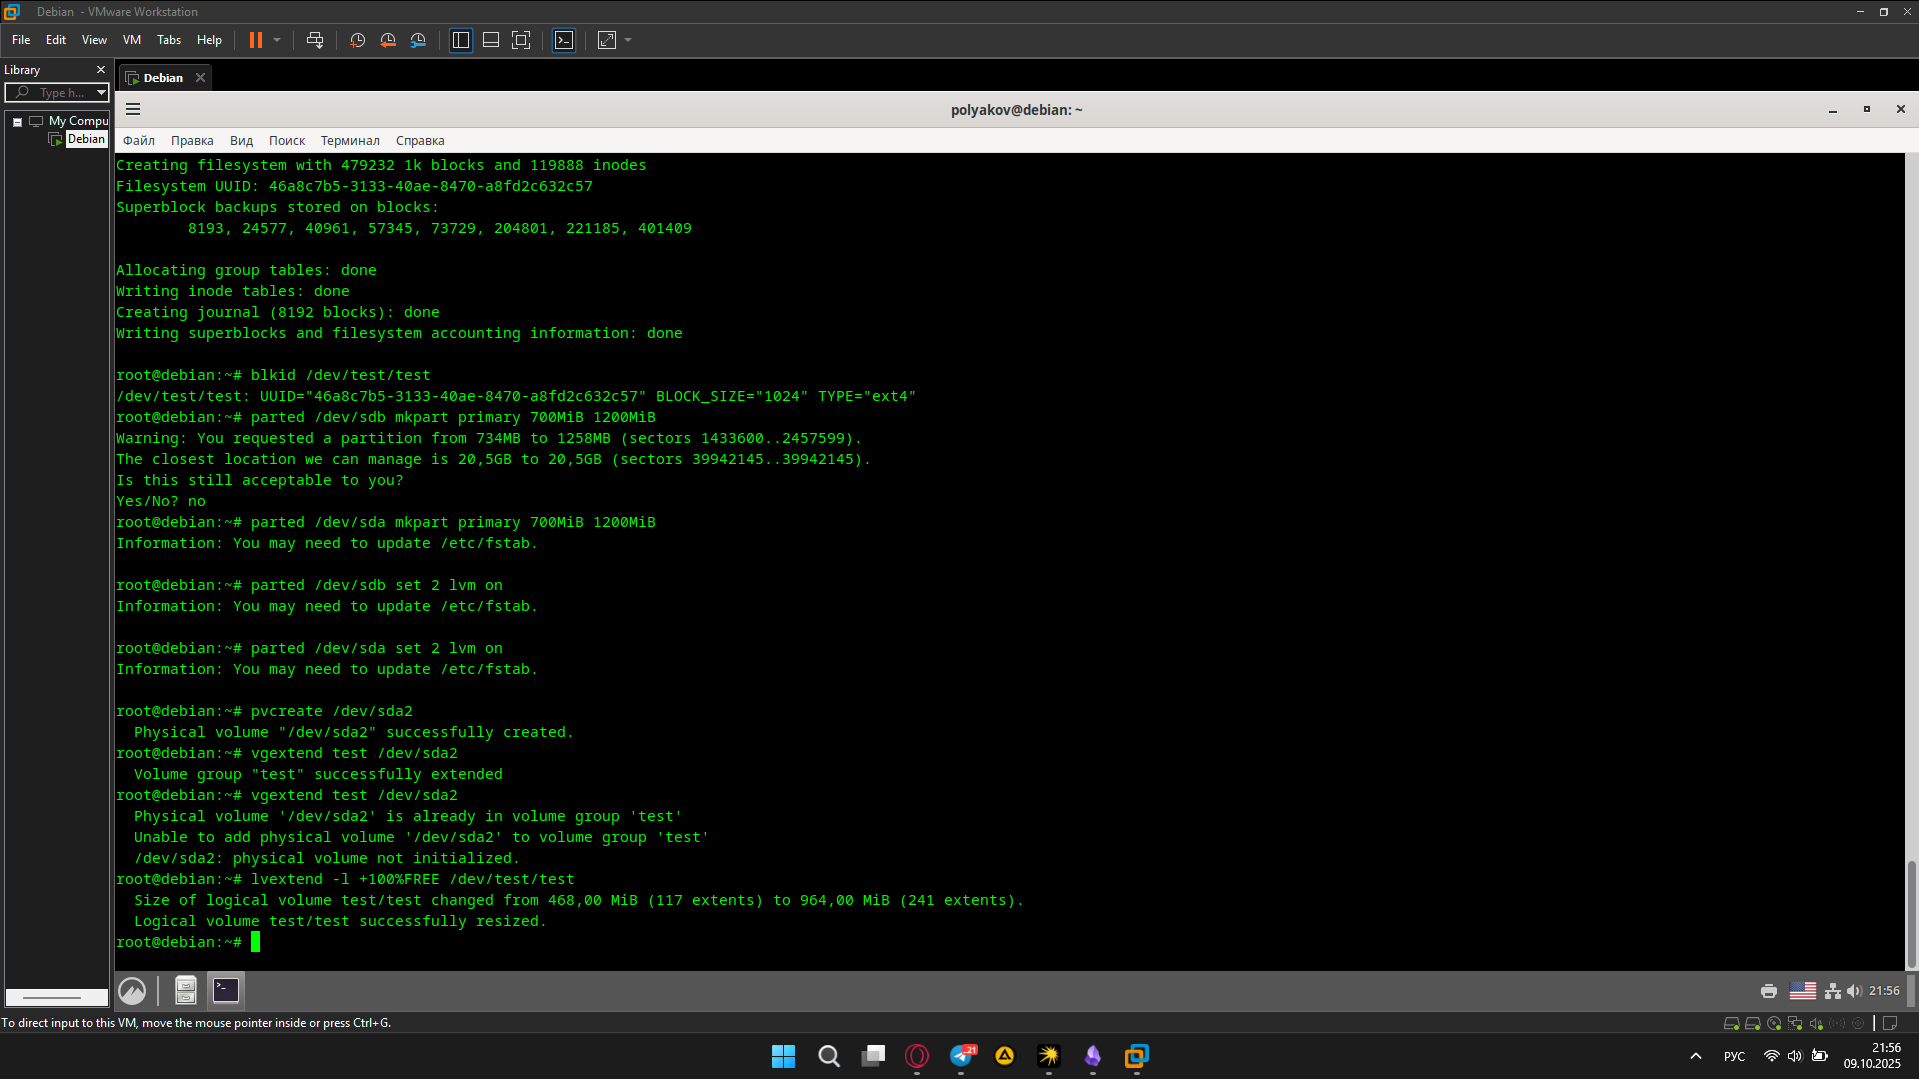 Debian - VMware Workstation
File Edit View VM Tabs Help
Library
Debian
Type h...
My Compu
Debian
polyakov@debian: ~
Файл Правка Вид Поиск Терминал Справка
Creating filesystem with 479232 1k blocks and 119888 inodes
Filesystem UUID: 46a8c7b5-3133-40ae-8470-a8fd2c632c57
Superblock backups stored on blocks:
8193, 24577, 40961, 57345, 73729, 204801, 221185, 401409
Allocating group tables: done
Writing inode tables: done
Creating journal (8192 blocks): done
Writing superblocks and filesystem accounting information: done
root@debian:~# blkid /dev/test/test
/dev/test/test: UUID="46a8c7b5-3133-40ae-8470-a8fd2c632c57" BLOCK_SIZE="1024" TYPE="ext4"
root@debian:~# parted /dev/sdb mkpart primary 700MiB 1200MiB
Warning: You requested a partition from 734MB to 1258MB (sectors 1433600..2457599).
The closest location we can manage is 20,5GB to 20,5GB (sectors 39942145..39942145).
Is this still acceptable to you?
Yes/No? no
root@debian:~# parted /dev/sda mkpart primary 700MiB 1200MiB
Information: You may need to update /etc/fstab.
root@debian:~# parted /dev/sdb set 2 lvm on
Information: You may need to update /etc/fstab.
root@debian:~# parted /dev/sda set 2 lvm on
Information: You may need to update /etc/fstab.
root@debian:~# pvcreate /dev/sda2
Physical volume "/dev/sda2" successfully created.
root@debian:~# vgextend test /dev/sda2
Volume group "test" successfully extended
root@debian:~# vgextend test /dev/sda2
Physical volume '/dev/sda2' is already in volume group 'test'
Unable to add physical volume '/dev/sda2' to volume group 'test'
/dev/sda2: physical volume not initialized.
root@debian:~# lvextend -l +100%FREE /dev/test/test
Size of logical volume test/test changed from 468,00 MiB (117 extents) to 964,00 MiB (241 extents).
Logical volume test/test successfully resized.
root@debian:~#
21:56
To direct input to this VM, move the mouse pointer inside or press Ctrl+G.
21
РУС
21:56
09.10.2025